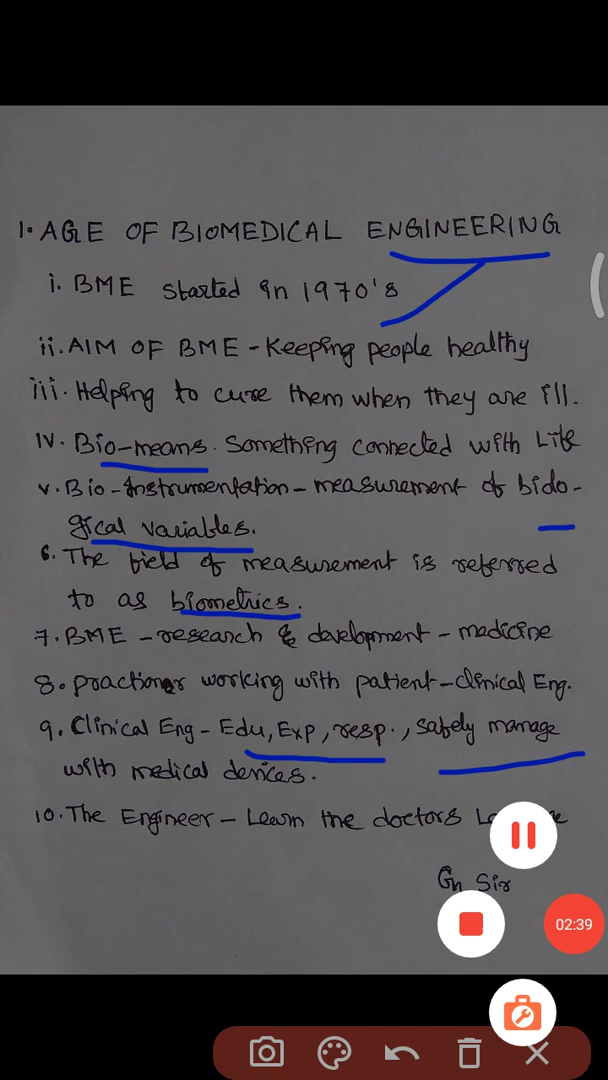 1. AGE OF BIOMEDICAL ENGINEERING
i. BME started in 1970's
ii. AIM OF BME - Keeping people healthy
iii. Helping to cure them when they are ill.
IV. Bio-means. Something connected with Life
v. Bio-Instrumentation - measurement of biolo-
gical variables.
6. The field of measurement is referred
to as biometrics.
7. BME - research & development - medicine
8. practioner working with patient - clinical Eng.
9. Clinical Eng - Edu, Exp, resp., safely manage
with medical devices.
10. The Engineer - Learn the doctors
Gn Sir
02:39